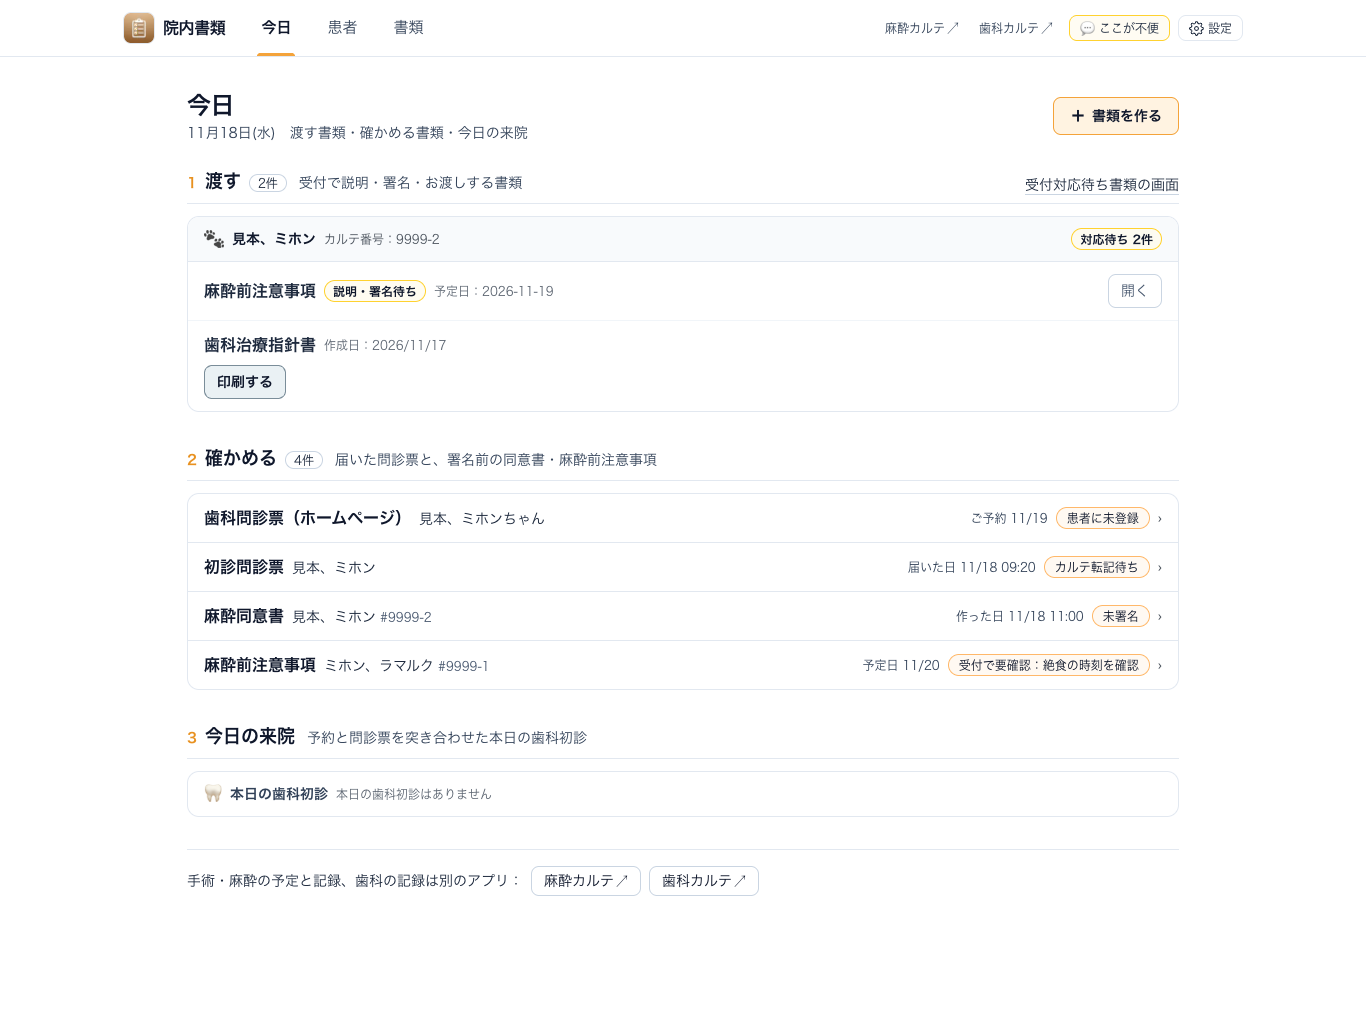 院内書類 今日 患者 書類 麻酔カルテ↗ 歯科カルテ↗ ここが不便 設定
今日
11月18日(水) 渡す書類・確かめる書類・今日の来院
＋ 書類を作る
1 渡す 2件 受付で説明・署名・お渡しする書類 受付対応待ち書類の画面
見本、ミホン カルテ番号：9999-2 対応待ち 2件
麻酔前注意事項 説明・署名待ち 予定日：2026-11-19 開く
歯科治療指針書 作成日：2026/11/17
印刷する
2 確かめる 4件 届いた問診票と、署名前の同意書・麻酔前注意事項
歯科問診票（ホームページ） 見本、ミホンちゃん ご予約 11/19 患者に未登録 ›
初診問診票 見本、ミホン 届いた日 11/18 09:20 カルテ転記待ち ›
麻酔同意書 見本、ミホン #9999-2 作った日 11/18 11:00 未署名 ›
麻酔前注意事項 ミホン、ラマルク #9999-1 予定日 11/20 受付で要確認：絶食の時刻を確認 ›
3 今日の来院 予約と問診票を突き合わせた本日の歯科初診
本日の歯科初診 本日の歯科初診はありません
手術・麻酔の予定と記録、歯科の記録は別のアプリ： 麻酔カルテ↗ 歯科カルテ↗